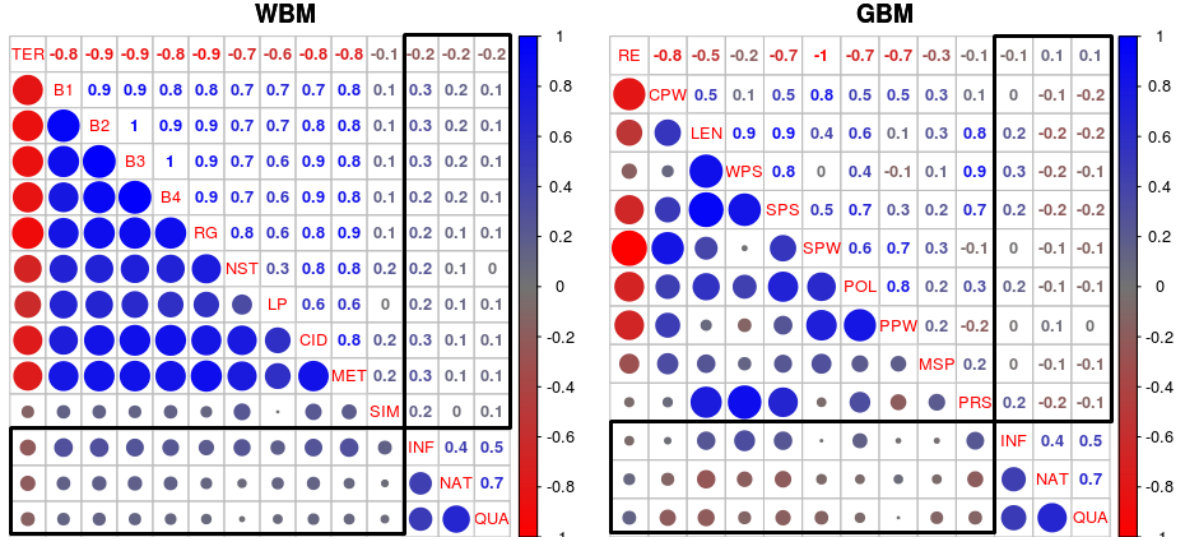 WBM
GBM
TER -0.8 -0.9 -0.9 -0.8 -0.9 -0.7 -0.6 -0.8 -0.8 -0.1 -0.2 -0.2 -0.2
B1 0.9 0.9 0.8 0.8 0.7 0.7 0.7 0.8 0.1 0.3 0.2 0.1
B2 1 0.9 0.9 0.7 0.7 0.8 0.8 0.1 0.3 0.2 0.1
B3 1 0.9 0.7 0.6 0.9 0.8 0.1 0.3 0.2 0.1
B4 0.9 0.7 0.6 0.9 0.8 0.1 0.2 0.2 0.1
RG 0.8 0.6 0.8 0.9 0.1 0.2 0.1 0.1
NST 0.3 0.8 0.8 0.2 0.2 0.1 0
LP 0.6 0.6 0 0.2 0.1 0.1
CID 0.8 0.2 0.3 0.1 0.1
MET 0.2 0.3 0.1 0.1
SIM 0.2 0 0.1
INF 0.4 0.5
NAT 0.7
QUA
1
0.8
0.6
0.4
0.2
0
-0.2
-0.4
-0.6
-0.8
-1
RE -0.8 -0.5 -0.2 -0.7 -1 -0.7 -0.7 -0.3 -0.1 -0.1 0.1 0.1
CPW 0.5 0.1 0.5 0.8 0.5 0.5 0.3 0.1 0 -0.1 -0.2
LEN 0.9 0.9 0.4 0.6 0.1 0.3 0.8 0.2 -0.2 -0.2
WPS 0.8 0 0.4 -0.1 0.1 0.9 0.3 -0.2 -0.1
SPS 0.5 0.7 0.3 0.2 0.7 0.2 -0.2 -0.2
SPW 0.6 0.7 0.3 -0.1 0 -0.1 -0.1
POL 0.8 0.2 0.3 0.2 -0.1 -0.1
PPW 0.2 -0.2 0 0.1 0
MSP 0.2 0 -0.1 -0.1
PRS 0.2 -0.2 -0.1
INF 0.4 0.5
NAT 0.7
QUA
1
0.8
0.6
0.4
0.2
0
-0.2
-0.4
-0.6
-0.8
-1